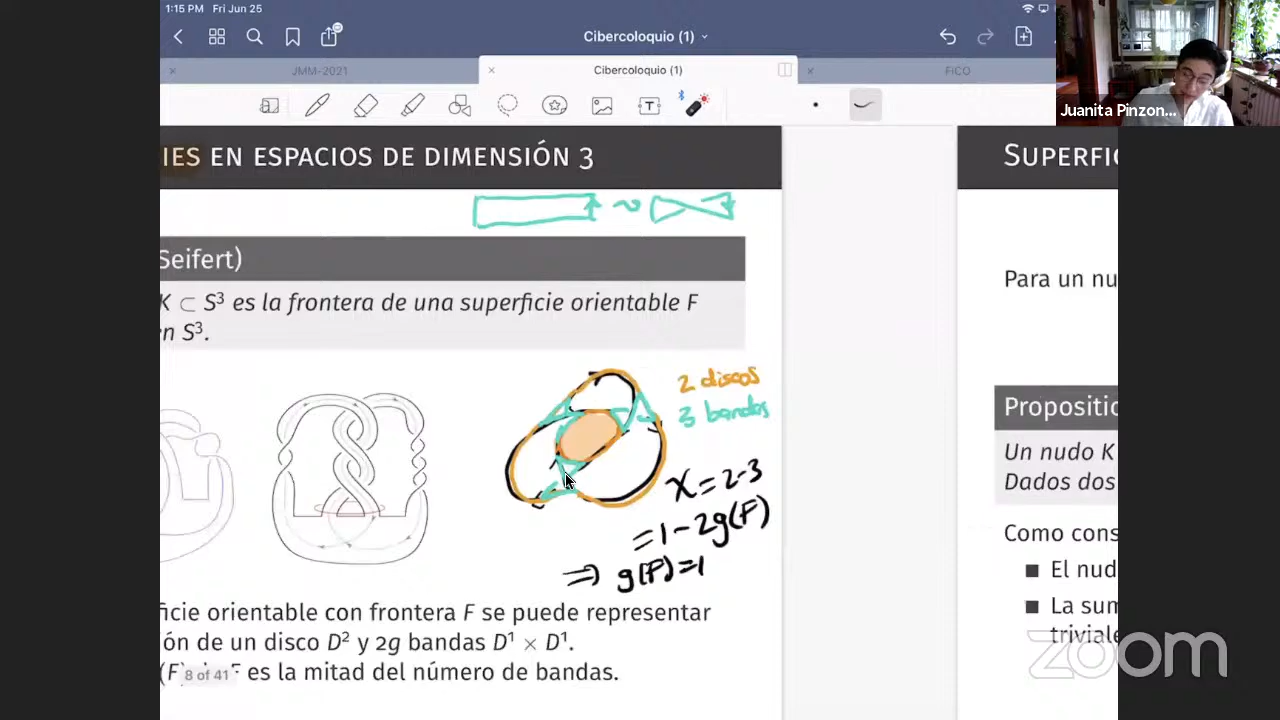 1:15 PM Fri Jun 25
Cibercoloquio (1)
JMM-2021
Cibercoloquio (1)
FICO
Juanita Pinzon...
IES EN ESPACIOS DE DIMENSIÓN 3
Seifert)
K ⊂ S³ es la frontera de una superficie orientable F
en S³.
2 discos
3 bandas
χ = 2-3
= 1 - 2g(F)
⇒ g(F) = 1
ficie orientable con frontera F se puede representar
ón de un disco D² y 2g bandas D¹ × D¹.
F es la mitad del número de bandas.
8 of 41
SUPERFI
Para un nu
Propositio
Un nudo K
Dados dos
Como cons
■ El nud
■ La sum
triviale
zoom